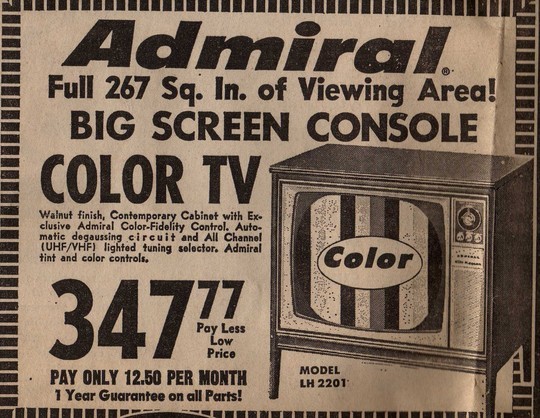 Admiral®
Full 267 Sq. In. of Viewing Area!
BIG SCREEN CONSOLE
COLOR TV
Walnut finish, Contemporary Cabinet with Ex-
clusive Admiral Color-Fidelity Control. Auto-
matic degaussing circuit and All Channel
(UHF/VHF) lighted tuning selector. Admiral
tint and color controls.
Color
347 77
Pay Less
Low
Price
PAY ONLY 12.50 PER MONTH
1 Year Guarantee on all Parts!
MODEL
LH 2201